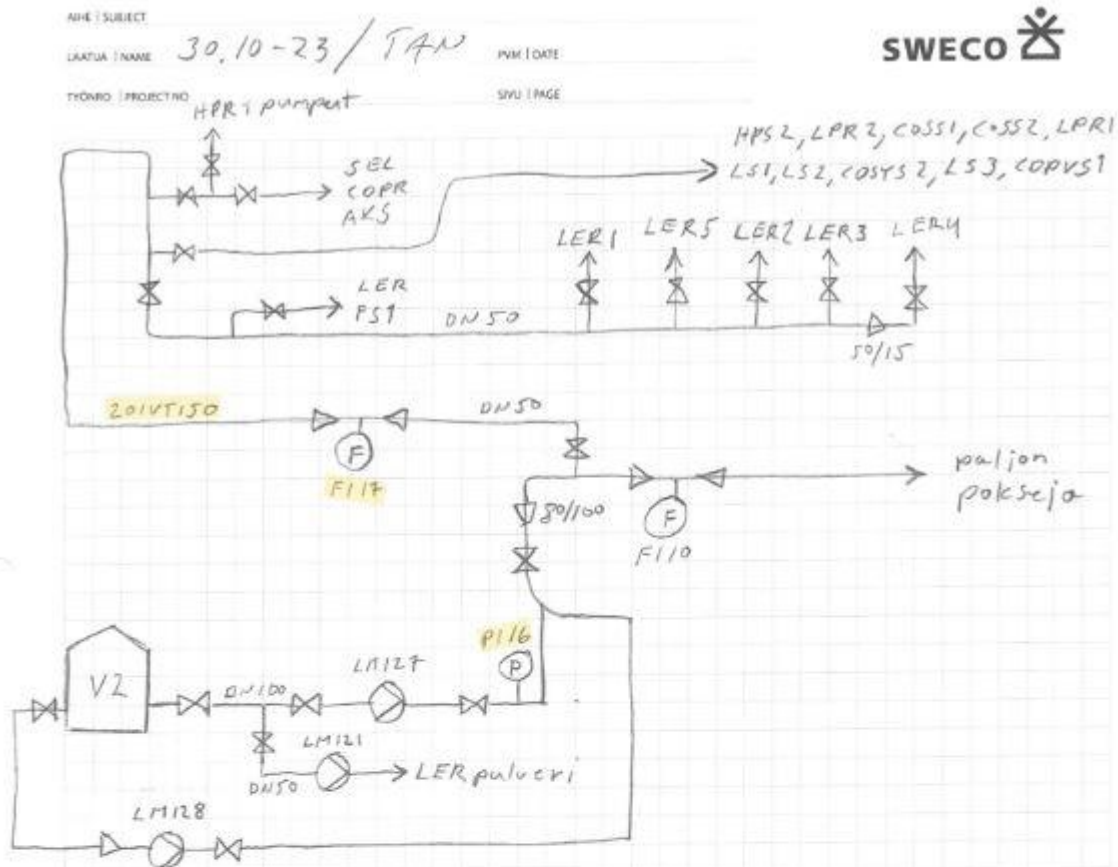 AIHE | SUBJECT
SWECO
LAATIJA | NAME 30.10-23 / TAN PVM | DATE
TYÖNRO | PROJECT NO SIVU | PAGE
HPR1 pumput
HPS2, LPR2, COSS1, COSS2, LPR1
LS1, LS2, COSYS2, LS3, COPVS1
SEL
COPR
AKS
LER1 LER5 LER2 LER3 LER4
LER
PS1
DN50
50/15
201VT150
DN50
F
F117
paljon
pokseja
80/100
F
F110
P116
P
LM127
V2
DN100
LM121
LER pulveri
DN50
LM128